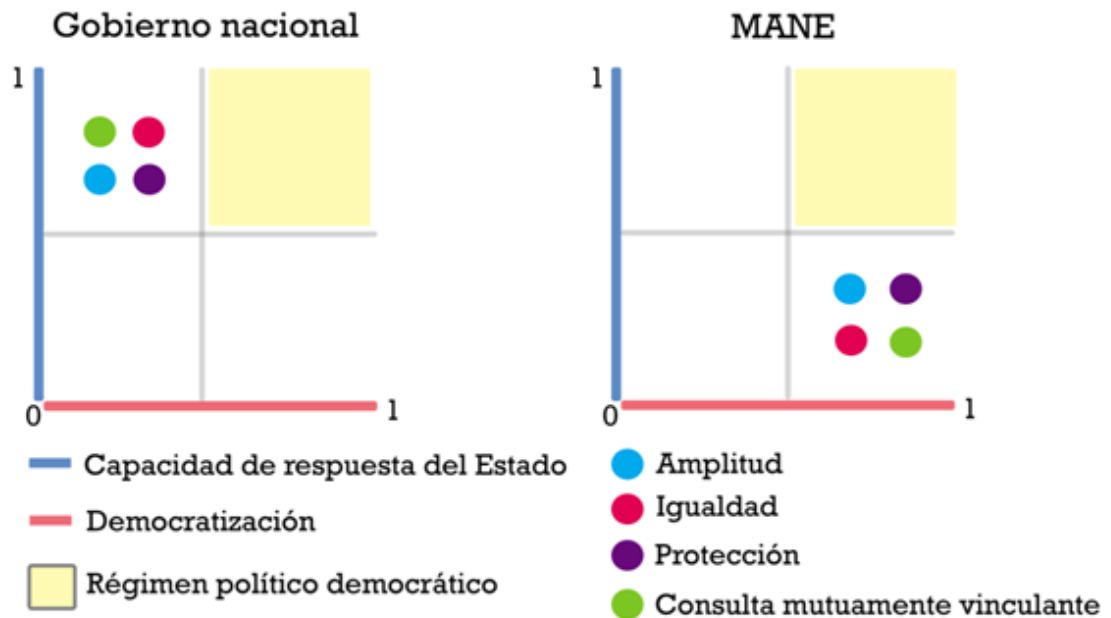 Gobierno nacional
MANE
1
1
0
1
0
1
Capacidad de respuesta del Estado
Democratización
Régimen político democrático
Amplitud
Igualdad
Protección
Consulta mutuamente vinculante